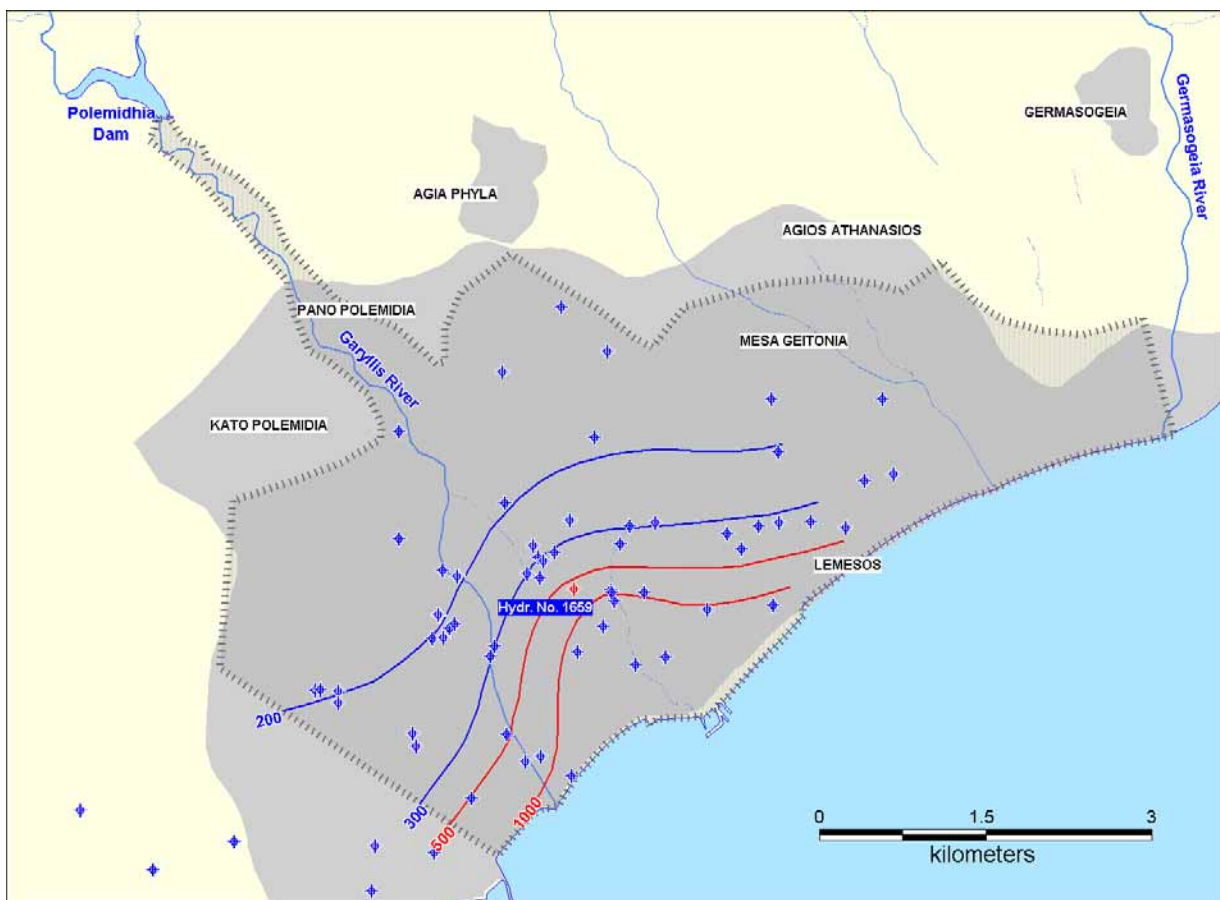 Polemidhia
Dam
GERMASOGEIA
Germasogeia
River
AGIA PHYLA
AGIOS ATHANASIOS
PANO POLEMIDIA
MESA GEITONIA
Garyllis River
KATO POLEMIDIA
LEMESOS
Hydr. No. 1659
200
300
500
1000
0 1.5 3
kilometers